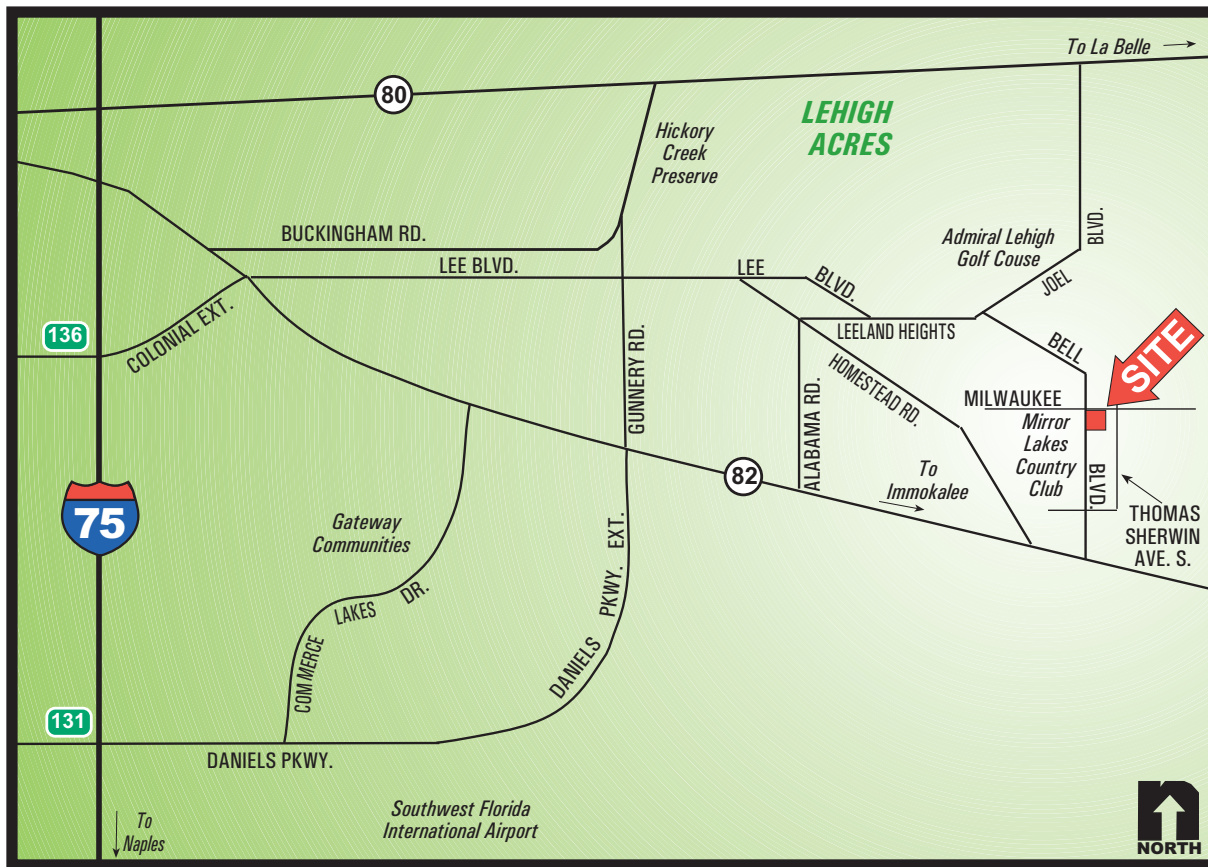 To La Belle
80
LEHIGH
ACRES
Hickory
Creek
Preserve
BUCKINGHAM RD.
Admiral Lehigh
Golf Couse
BLVD.
JOEL
LEE BLVD.
LEE
BLVD.
136
COLONIAL EXT.
LEELAND HEIGHTS
BELL
SITE
GUNNERY RD.
HOMESTEAD RD.
ALABAMA RD.
MILWAUKEE
Mirror
Lakes
Country
Club
BLVD.
82
To
Immokalee
THOMAS
SHERWIN
AVE. S.
75
Gateway
Communities
COMMERCE
LAKES
DR.
DANIELS
PKWY.
EXT.
131
DANIELS PKWY.
To
Naples
Southwest Florida
International Airport
n
NORTH